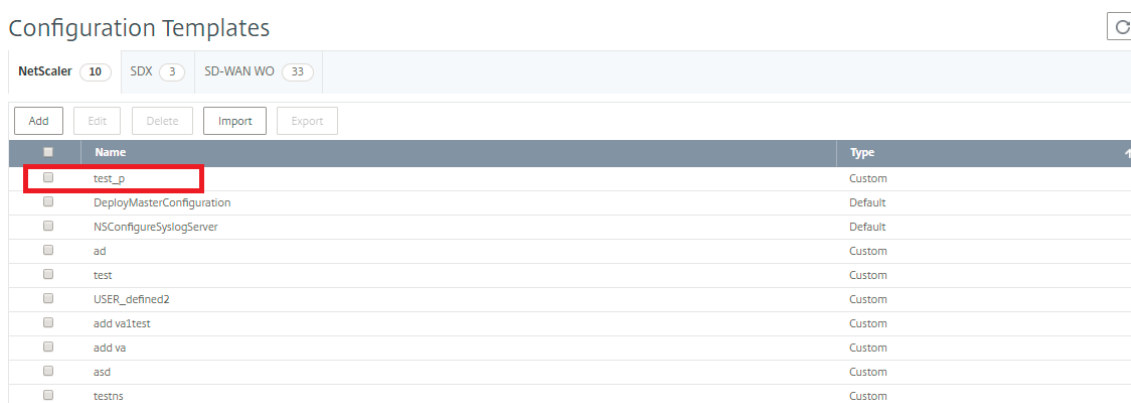 Configuration Templates
NetScaler 10 SDX 3 SD-WAN WO 33
Add Edit Delete Import Export
Name Type
test_p Custom
DeployMasterConfiguration Default
NSConfigureSyslogServer Default
ad Custom
test Custom
USER_defined2 Custom
add va1test Custom
add va Custom
asd Custom
testns Custom